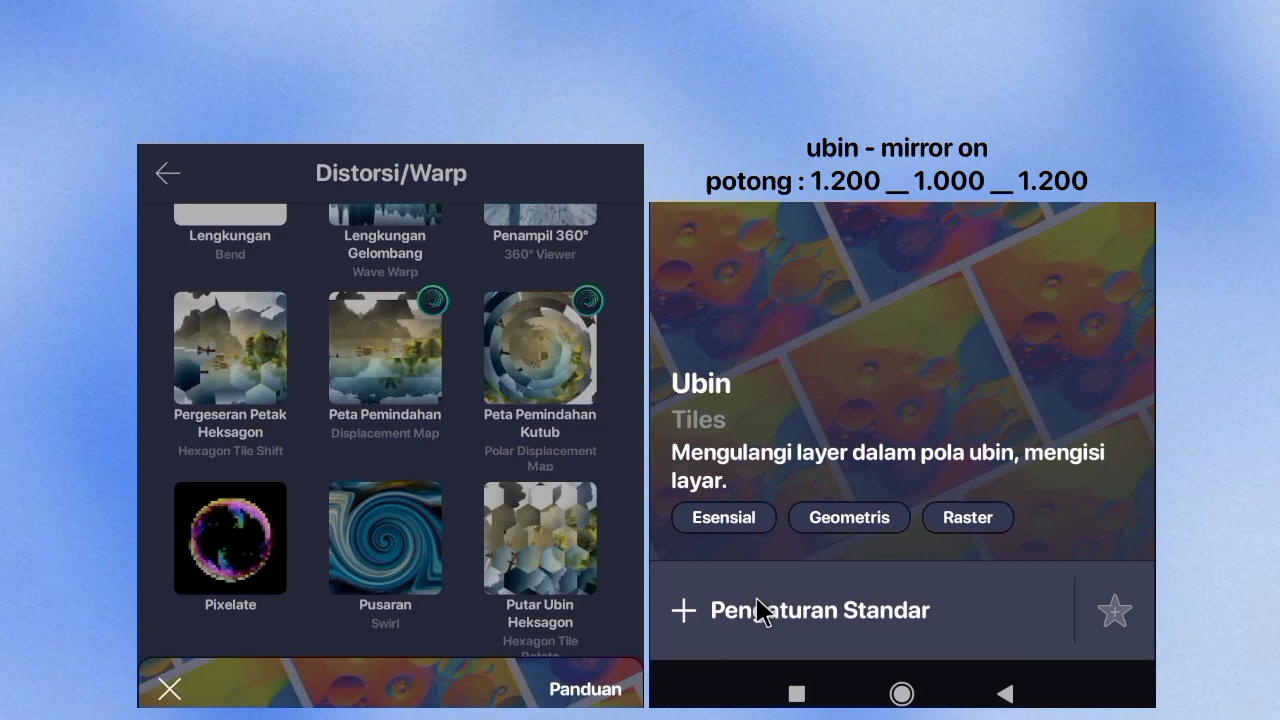 ubin - mirror on
potong : 1.200 __ 1.000 __ 1.200
Distorsi/Warp
Lengkungan
Bend
Lengkungan
Gelombang
Wave Warp
Penampil 360°
360° Viewer
Pergeseran Petak
Heksagon
Hexagon Tile Shift
Peta Pemindahan
Displacement Map
Peta Pemindahan
Kutub
Polar Displacement
Map
Pixelate
Pusaran
Swirl
Putar Ubin
Heksagon
Hexagon Tile
Rotate
Panduan
Ubin
Tiles
Mengulangi layer dalam pola ubin, mengisi
layar.
Esensial
Geometris
Raster
Pengaturan Standar